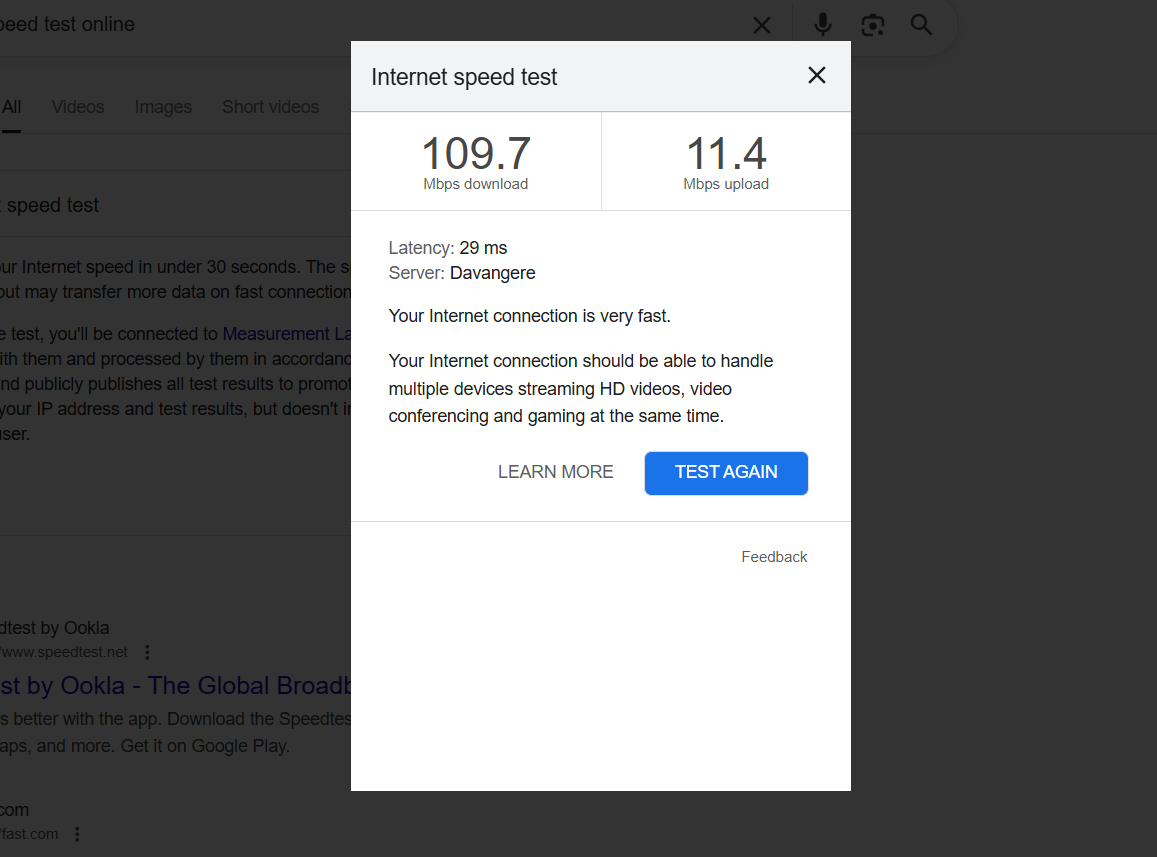 peed test online
All Videos Images Short videos
Internet speed test
109.7 11.4
Mbps download Mbps upload
speed test
Latency: 29 ms
Server: Davangere
Your Internet connection is very fast.
Your Internet connection should be able to handle
multiple devices streaming HD videos, video
conferencing and gaming at the same time.
LEARN MORE TEST AGAIN
Feedback
ur Internet speed in under 30 seconds. The
but may transfer more data on fast connection
test, you'll be connected to Measurement La
ith them and processed by them in accordanc
nd publicly publishes all test results to promot
your IP address and test results, but doesn't
user.
dtest by Ookla
/www.speedtest.net
st by Ookla - The Global Broadb
s better with the app. Download the Speedtes
aps, and more. Get it on Google Play.
com
/fast.com